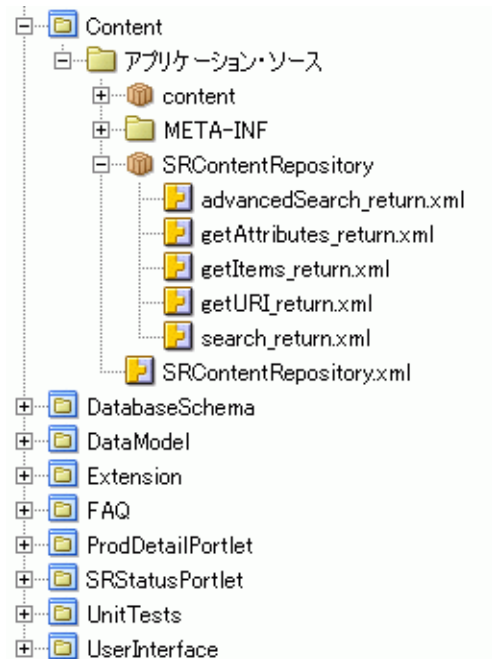 Content
アプリケーション・ソース
content
META-INF
SRContentRepository
advancedSearch_return.xml
getAttributes_return.xml
getItems_return.xml
getURI_return.xml
search_return.xml
SRContentRepository.xml
DatabaseSchema
DataModel
Extension
FAQ
ProdDetailPortlet
SRStatusPortlet
UnitTests
UserInterface